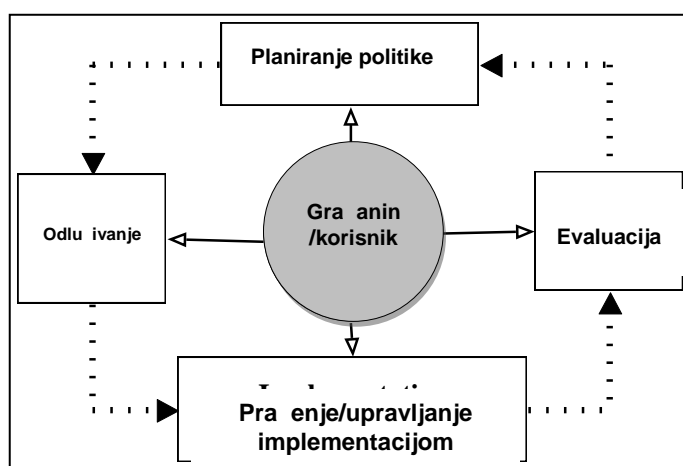 Planiranje politike
Gra anin
/korisnik
Odlu ivanje
Evaluacija
Pra enje/upravljanje
implementacijom